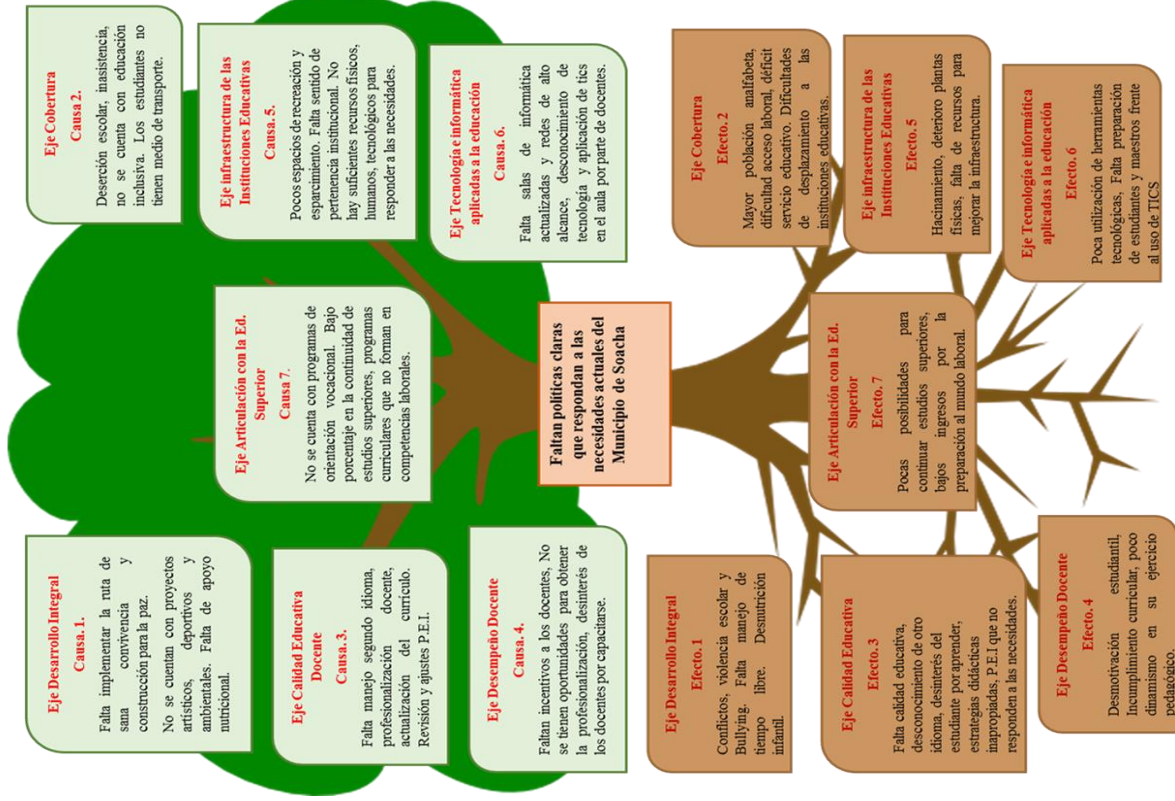 Eje Desarrollo Integral
Causa. 1.
Falta implementar la ruta de
sana convivencia y
construcción para la paz.
No se cuentan con proyectos
artísticos, deportivos y
ambientales. Falta de apoyo
nutricional.
Eje Articulación con la Ed.
Superior
Causa 7.
No se cuenta con programas de
orientación vocacional. Bajo
porcentaje en la continuidad de
estudios superiores, programas
curriculares que no forman en
competencias laborales.
Eje Cobertura
Causa 2.
Deserción escolar, inasistencia,
no se cuenta con educación
inclusiva. Los estudiantes no
tienen medio de transporte.
Eje Calidad Educativa
Docente
Causa. 3.
Falta manejo segundo idioma,
profesionalización docente,
actualización del currículo.
Revisión y ajustes P.E.I.
Eje infraestructura de las
Instituciones Educativas
Causa. 5.
Pocos espacios de recreación y
esparcimiento. Falta sentido de
pertenencia institucional. No
hay suficientes recursos físicos,
humanos, tecnológicos para
responder a las necesidades.
Eje Desempeño Docente
Causa. 4.
Faltan incentivos a los docentes, No
se tienen oportunidades para obtener
la profesionalización, desinterés de
los docentes por capacitarse.
Eje Tecnología e informática
aplicadas a la educación
Causa. 6.
Falta salas de informática
actualizadas y redes de alto
alcance, desconocimiento de
tecnología y aplicación de tics
en el aula por parte de docentes.
Faltan políticas claras
que respondan a las
necesidades actuales del
Municipio de Soacha
Eje Desarrollo Integral
Efecto.1
Conflictos, violencia escolar y
Bullying. Falta manejo de
tiempo libre. Desnutrición
infantil.
Eje Cobertura
Efecto. 2
Mayor población analfabeta,
dificultad acceso laboral, déficit
servicio educativo. Dificultades
de desplazamiento a las
instituciones educativas.
Eje Articulación con la Ed.
Superior
Efecto. 7
Pocas posibilidades para
continuar estudios superiores,
bajos ingresos por la
preparación al mundo laboral.
Eje Calidad Educativa
Efecto. 3
Falta calidad educativa,
desconocimiento de otro
idioma, desinterés del
estudiante por aprender,
estrategias didácticas
inapropiadas, P.E.I que no
responden a las necesidades.
Eje infraestructura de las
Instituciones Educativas
Efecto. 5
Hacinamiento, deterioro plantas
físicas, falta de recursos para
mejorar la infraestructura.
Eje Desempeño Docente
Efecto. 4
Desmotivación estudiantil,
Incumplimiento curricular, poco
dinamismo en su ejercicio
pedagógico.
Eje Tecnología e informática
aplicadas a la educación
Efecto. 6
Poca utilización de herramientas
tecnológicas, Falta preparación
de estudiantes y maestros frente
al uso de TICS